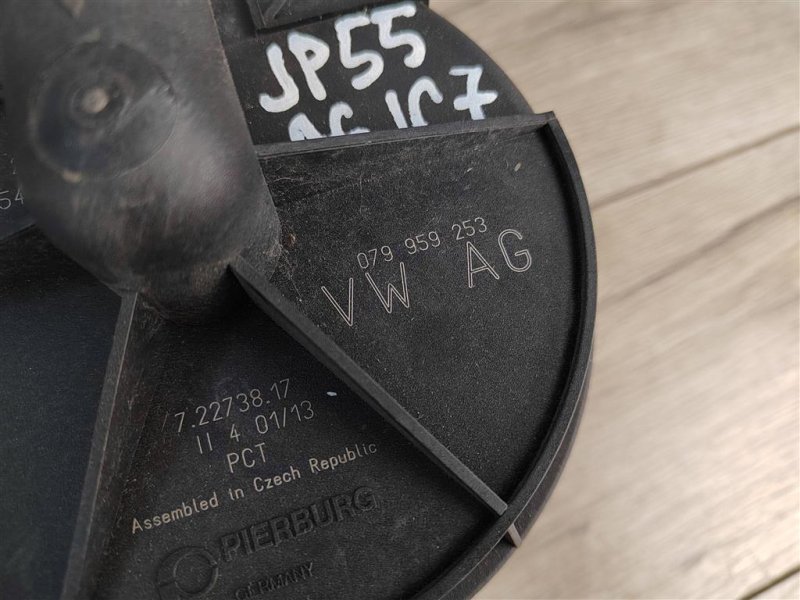 JP55
079 959 253
VW AG
54
7.22738.17
II 4 01/13
PCT
Assembled in Czech Republic
PIERBURG
GERMANY